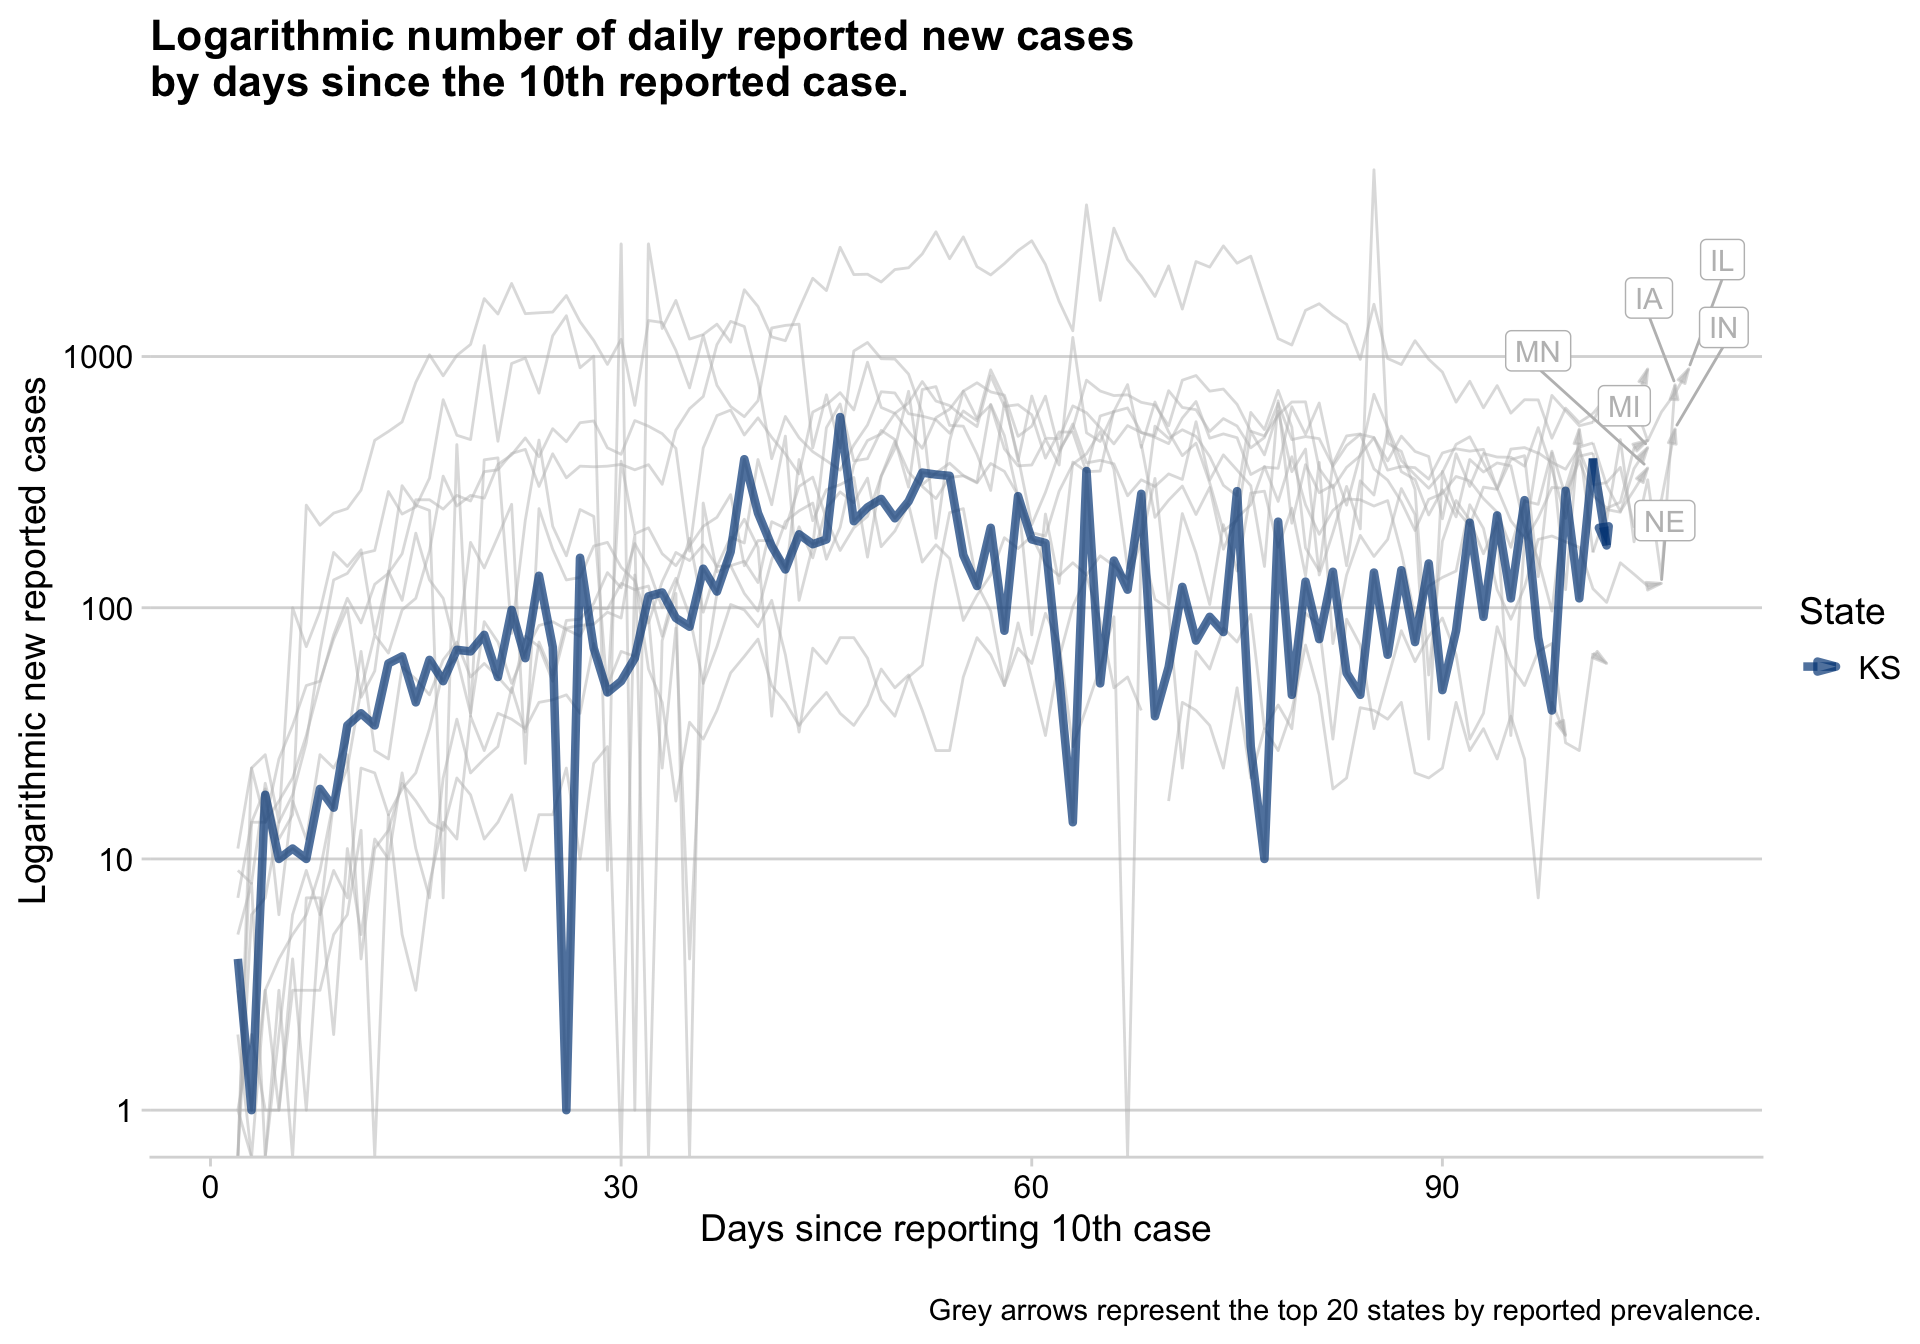 Logarithmic number of daily reported new cases
by days since the 10th reported case.
Logarithmic new reported cases
1000
100
10
1
IL
IA
IN
MN
MI
NE
State
KS
0
30
60
90
Days since reporting 10th case
Grey arrows represent the top 20 states by reported prevalence.